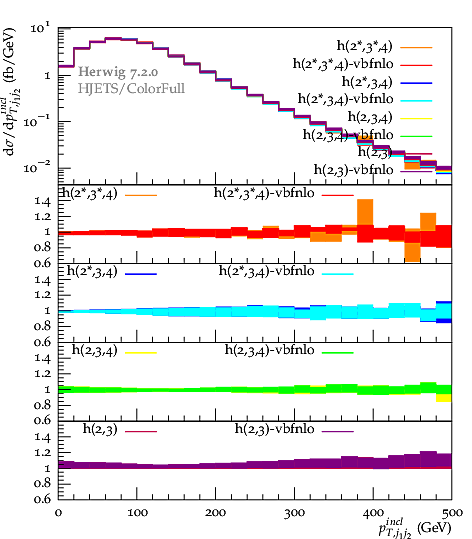 dσ/dp^{incl}_{T,j1j2} (fb/GeV)
10^1
1
10^{-1}
10^{-2}
Herwig 7.2.0
HJETS/ColorFull
h(2*,3*,4)
h(2*,3*,4)-vbfnlo
h(2*,3,4)
h(2*,3,4)-vbfnlo
h(2,3,4)
h(2,3,4)-vbfnlo
h(2,3)
h(2,3)-vbfnlo
h(2*,3*,4) h(2*,3*,4)-vbfnlo
1.4
1.2
1
0.8
0.6
h(2*,3,4) h(2*,3,4)-vbfnlo
1.4
1.2
1
0.8
0.6
h(2,3,4) h(2,3,4)-vbfnlo
1.4
1.2
1
0.8
0.6
h(2,3) h(2,3)-vbfnlo
1.4
1.2
1
0.8
0.6
0 100 200 300 400 500
p^{incl}_{T,j1j2} (GeV)